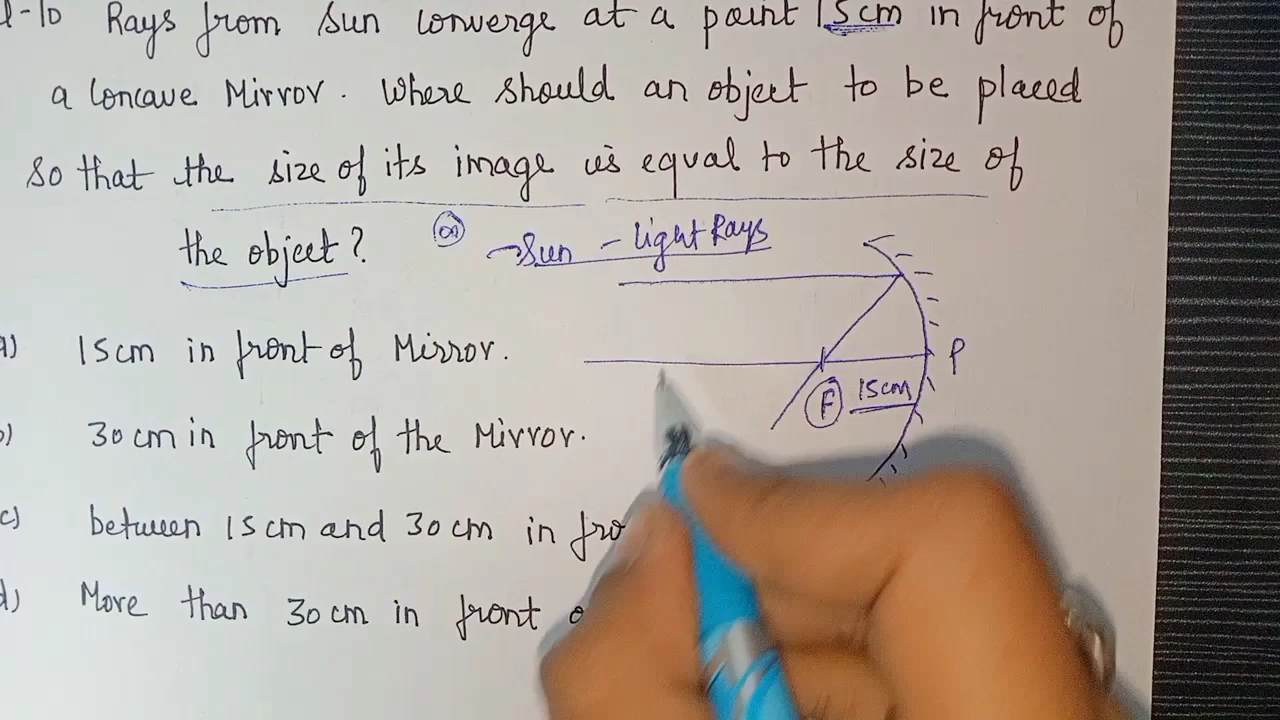 Rays from Sun converge at a point 15cm in front of
a Concave Mirror. Where should an object to be placed
so that the size of its image is equal to the size of
the object?
∞ Sun - light Rays
15cm in front of Mirror.
P
F 15cm
30cm in front of the Mirror.
c) between 15cm and 30cm in fro
More than 30cm in front o